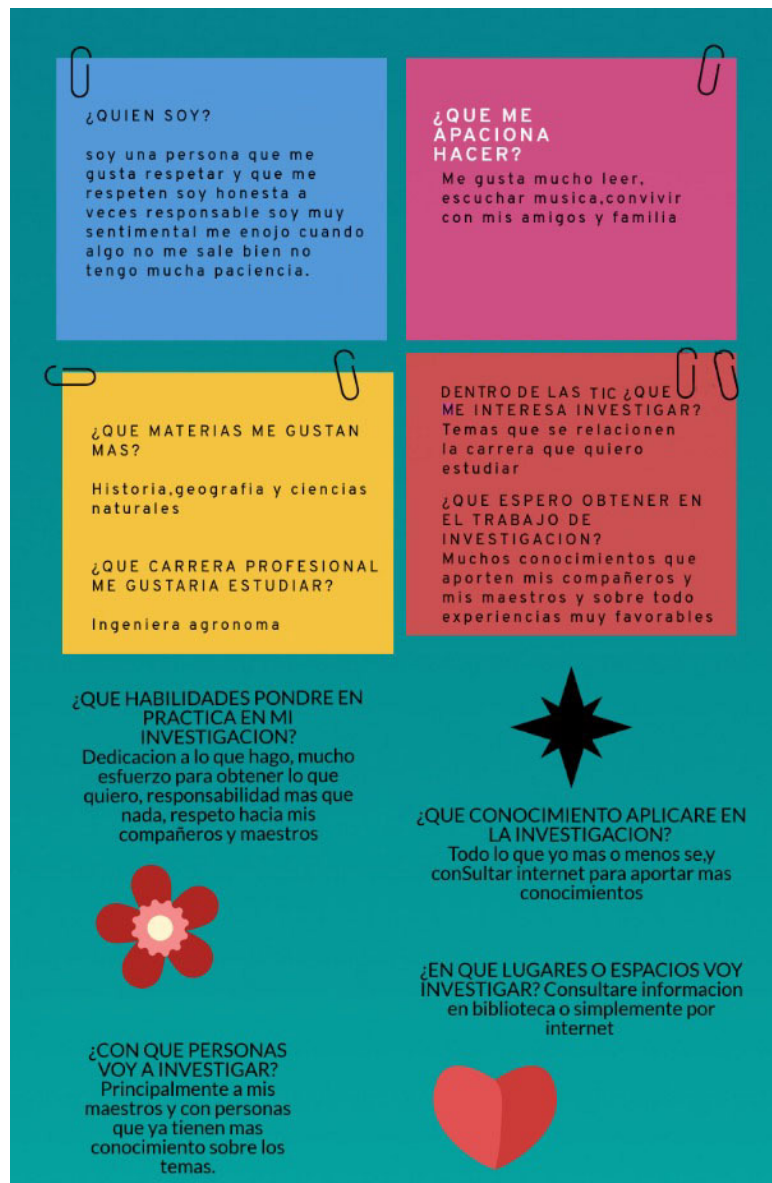 ¿QUIEN SOY?
soy una persona que me
gusta respetar y que me
respeten soy honesta a
veces responsable soy muy
sentimental me enojo cuando
algo no me sale bien no
tengo mucha paciencia.
¿QUE ME
APACIONA
HACER?
Me gusta mucho leer,
escuchar musica,convivir
con mis amigos y familia
¿QUE MATERIAS ME GUSTAN
MAS?
Historia,geografia y ciencias
naturales
¿QUE CARRERA PROFESIONAL
ME GUSTARIA ESTUDIAR?
Ingeniera agronoma
DENTRO DE LAS TIC ¿QUE
ME INTERESA INVESTIGAR?
Temas que se relacionen
la carrera que quiero
estudiar
¿QUE ESPERO OBTENER EN
EL TRABAJO DE
INVESTIGACION?
Muchos conocimientos que
aporten mis compañeros y
mis maestros y sobre todo
experiencias muy favorables
¿QUE HABILIDADES PONDRE EN
PRACTICA EN MI
INVESTIGACION?
Dedicacion a lo que hago, mucho
esfuerzo para obtener lo que
quiero, responsabilidad mas que
nada, respeto hacia mis
compañeros y maestros
¿QUE CONOCIMIENTO APLICARE EN
LA INVESTIGACION?
Todo lo que yo mas o menos se,y
conSultar internet para aportar mas
conocimientos
¿EN QUE LUGARES O ESPACIOS VOY
INVESTIGAR? Consultare informacion
en biblioteca o simplemente por
internet
¿CON QUE PERSONAS
VOY A INVESTIGAR?
Principalmente a mis
maestros y con personas
que ya tienen mas
conocimiento sobre los
temas.